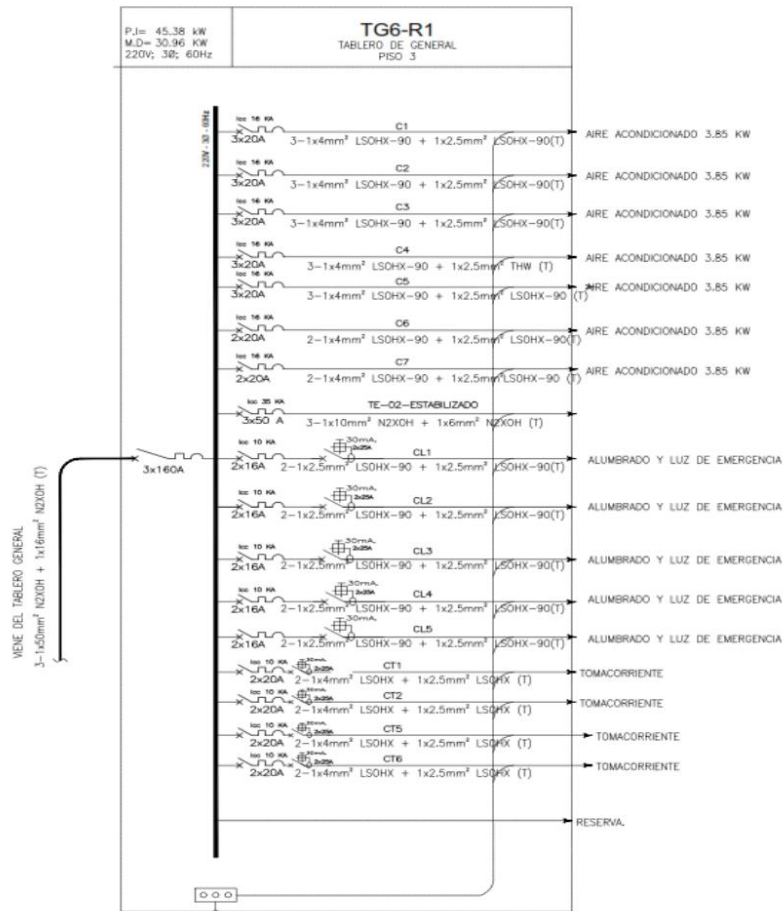 P.I= 45.38 kW
M.D= 30.96 KW
220V; 3Ø; 60Hz
TG6-R1
TABLERO DE GENERAL
PISO 3
220V - 3Ø - 60Hz
Icc 16 KA
C1
3x20A
3-1x4mm² LSOHX-90 + 1x2.5mm² LSOHX-90(T)
AIRE ACONDICIONADO 3.85 KW
Icc 16 KA
C2
3x20A
3-1x4mm² LSOHX-90 + 1x2.5mm² LSOHX-90(T)
AIRE ACONDICIONADO 3.85 KW
Icc 16 KA
C3
3x20A
3-1x4mm² LSOHX-90 + 1x2.5mm² LSOHX-90(T)
AIRE ACONDICIONADO 3.85 KW
Icc 16 KA
C4
3x20A
3-1x4mm² LSOHX-90 + 1x2.5mm² THW (T)
AIRE ACONDICIONADO 3.85 KW
Icc 16 KA
C5
3x20A
3-1x4mm² LSOHX-90 + 1x2.5mm² LSOHX-90 (T)
AIRE ACONDICIONADO 3.85 KW
Icc 16 KA
C6
2x20A
2-1x4mm² LSOHX-90 + 1x2.5mm² LSOHX-90(T)
AIRE ACONDICIONADO 3.85 KW
Icc 16 KA
C7
2x20A
2-1x4mm² LSOHX-90 + 1x2.5mm² LSOHX-90 (T)
AIRE ACONDICIONADO 3.85 KW
Icc 35 KA
TE-02-ESTABILIZADO
3x50 A
3-1x10mm² N2XOH + 1x6mm² N2XOH (T)
3x160A
VIENE DEL TABLERO GENERAL
3-1x50mm² N2XOH + 1x16mm² N2XOH (T)
Icc 10 KA
30mA.
2x25A
CL1
2x16A
2-1x2.5mm² LSOHX-90 + 1x2.5mm² LSOHX-90(T)
ALUMBRADO Y LUZ DE EMERGENCIA
Icc 10 KA
30mA.
2x25A
CL2
2x16A
2-1x2.5mm² LSOHX-90 + 1x2.5mm² LSOHX-90(T)
ALUMBRADO Y LUZ DE EMERGENCIA
Icc 10 KA
30mA.
2x25A
CL3
2x16A
2-1x2.5mm² LSOHX-90 + 1x2.5mm² LSOHX-90(T)
ALUMBRADO Y LUZ DE EMERGENCIA
Icc 10 KA
30mA.
2x25A
CL4
2x16A
2-1x2.5mm² LSOHX-90 + 1x2.5mm² LSOHX-90(T)
ALUMBRADO Y LUZ DE EMERGENCIA
Icc 10 KA
30mA.
2x25A
CL5
2x16A
2-1x2.5mm² LSOHX-90 + 1x2.5mm² LSOHX-90(T)
ALUMBRADO Y LUZ DE EMERGENCIA
Icc 10 KA
30mA.
2x25A
CT1
2x20A
2-1x4mm² LSOHX + 1x2.5mm² LSOHX (T)
TOMACORRIENTE
Icc 10 KA
30mA.
2x25A
CT2
2x20A
2-1x4mm² LSOHX + 1x2.5mm² LSOHX (T)
TOMACORRIENTE
Icc 10 KA
30mA.
2x25A
CT5
2x20A
2-1x4mm² LSOHX + 1x2.5mm² LSOHX (T)
TOMACORRIENTE
Icc 10 KA
30mA.
2x25A
CT6
2x20A
2-1x4mm² LSOHX + 1x2.5mm² LSOHX (T)
TOMACORRIENTE
RESERVA.